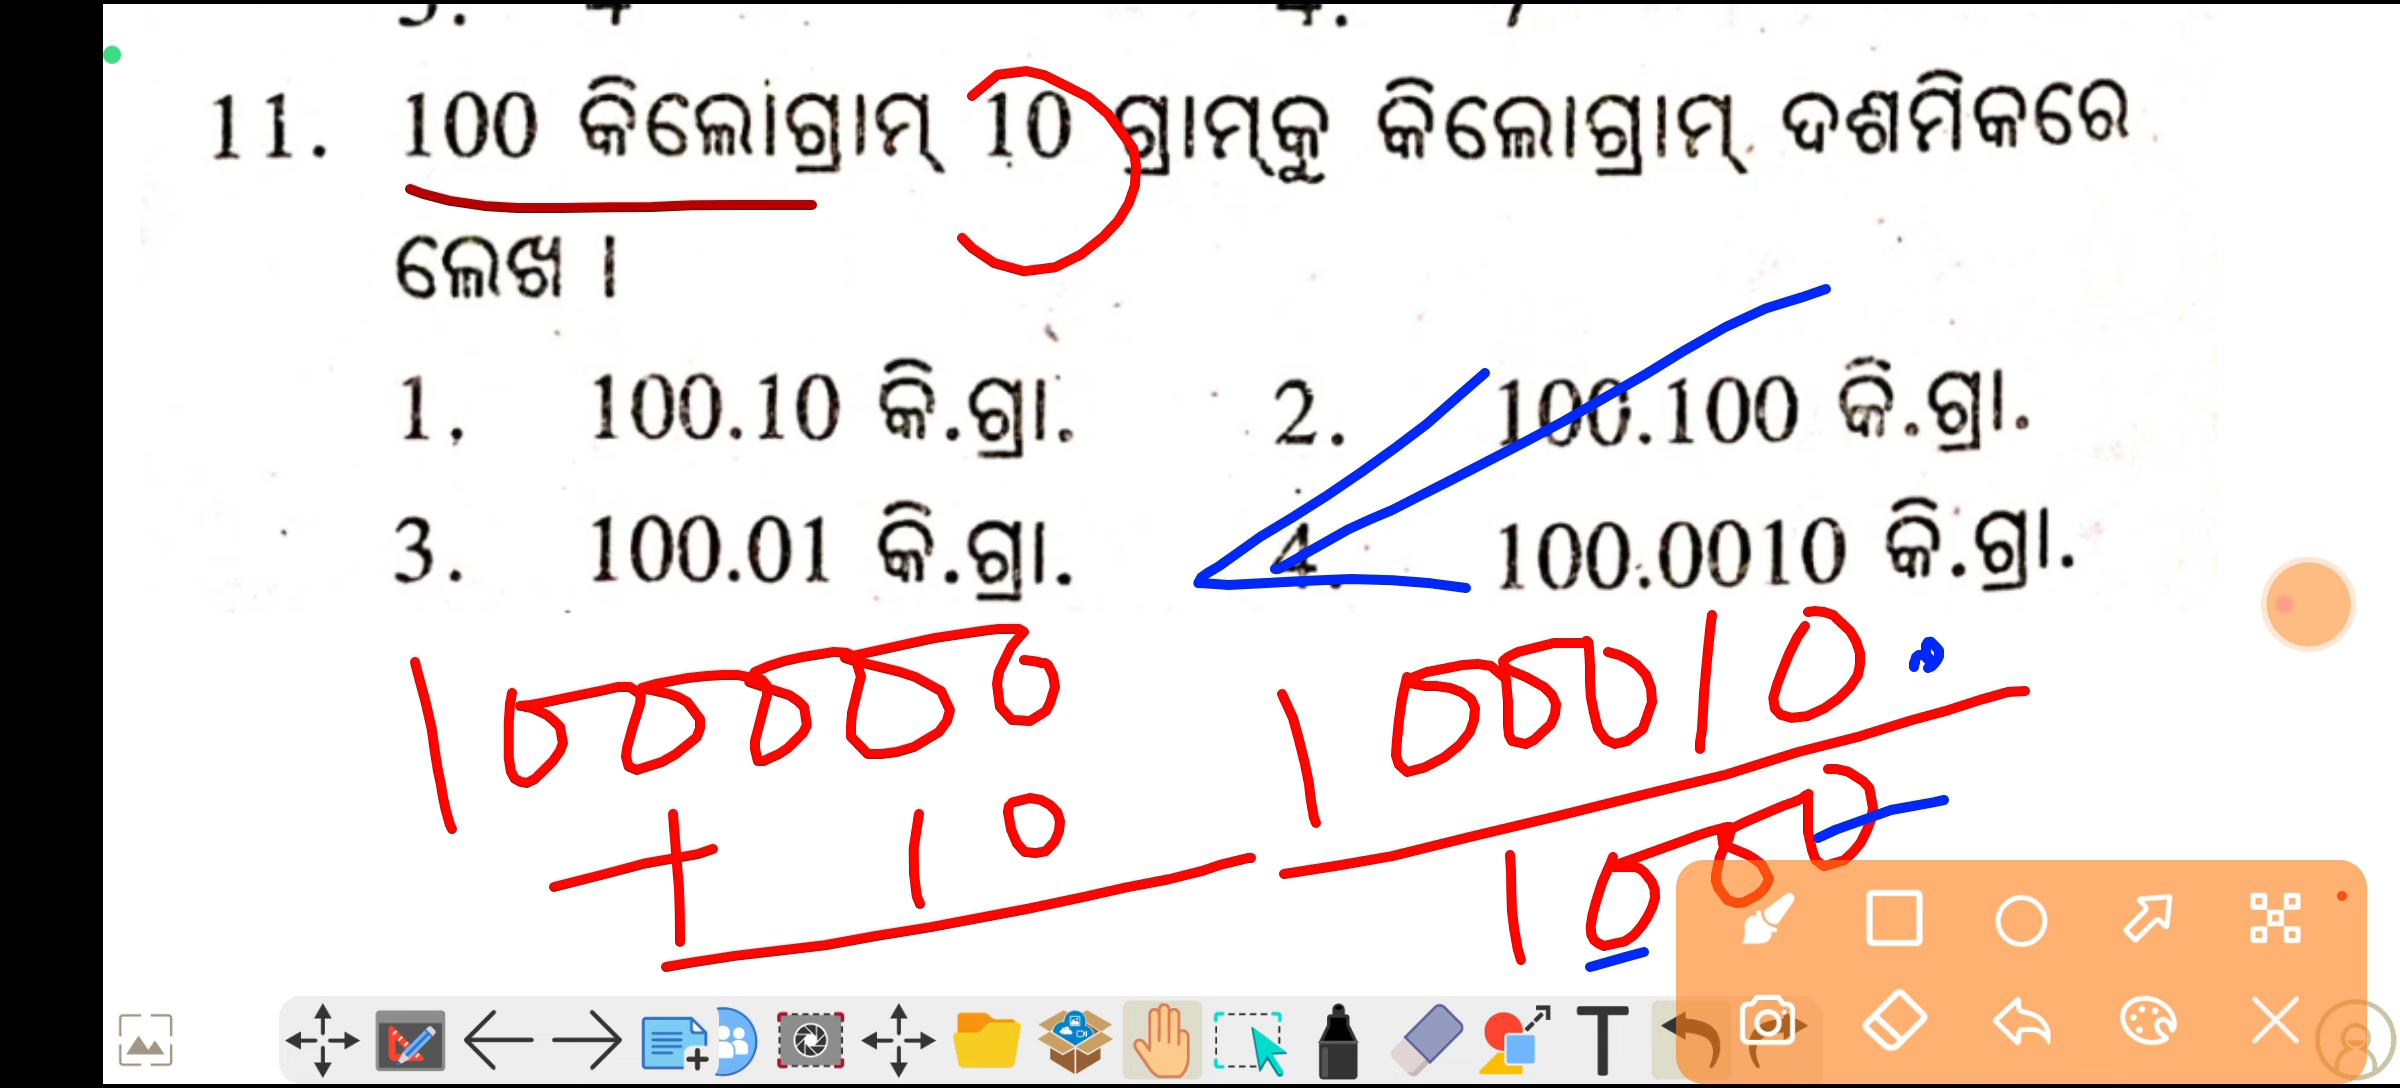 11. 100 କିଲୋଗ୍ରାମ୍ 10 ଗ୍ରାମ୍‌କୁ କିଲୋଗ୍ରାମ୍ ଦଶମିକରେ
ଲେଖ ।
1. 100.10 କି.ଗ୍ରା. 2. 100.100 କି.ଗ୍ରା.
3. 100.01 କି.ଗ୍ରା. 4. 100.0010 କି.ଗ୍ରା.
100000 100010
+ 10 1000